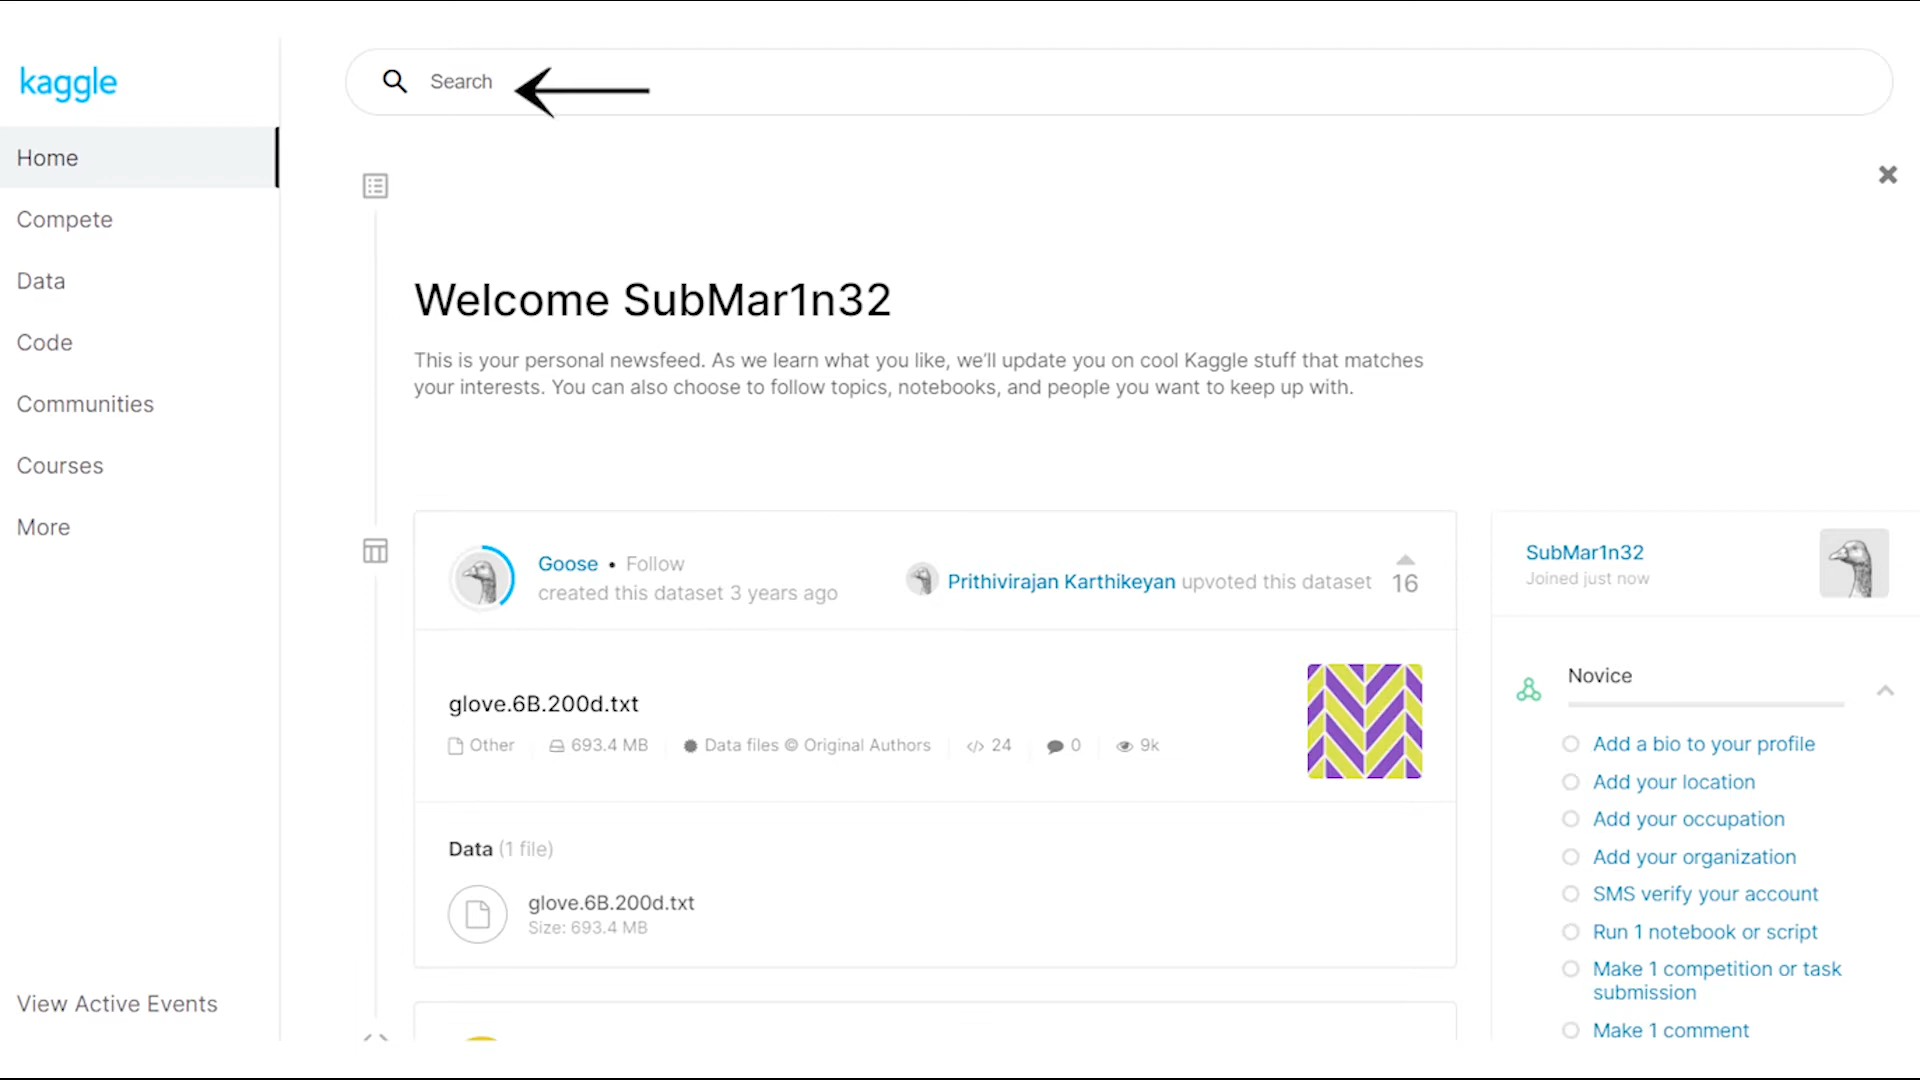 kaggle
Search
Home
Compete
Data
Code
Communities
Courses
More
View Active Events
Welcome SubMar1n32
This is your personal newsfeed. As we learn what you like, we'll update you on cool Kaggle stuff that matches
your interests. You can also choose to follow topics, notebooks, and people you want to keep up with.
Goose • Follow
created this dataset 3 years ago
Prithivirajan Karthikeyan upvoted this dataset
16
glove.6B.200d.txt
Other 693.4 MB Data files © Original Authors </> 24 0 9k
Data (1 file)
glove.6B.200d.txt
Size: 693.4 MB
SubMar1n32
Joined just now
Novice
Add a bio to your profile
Add your location
Add your occupation
Add your organization
SMS verify your account
Run 1 notebook or script
Make 1 competition or task
submission
Make 1 comment